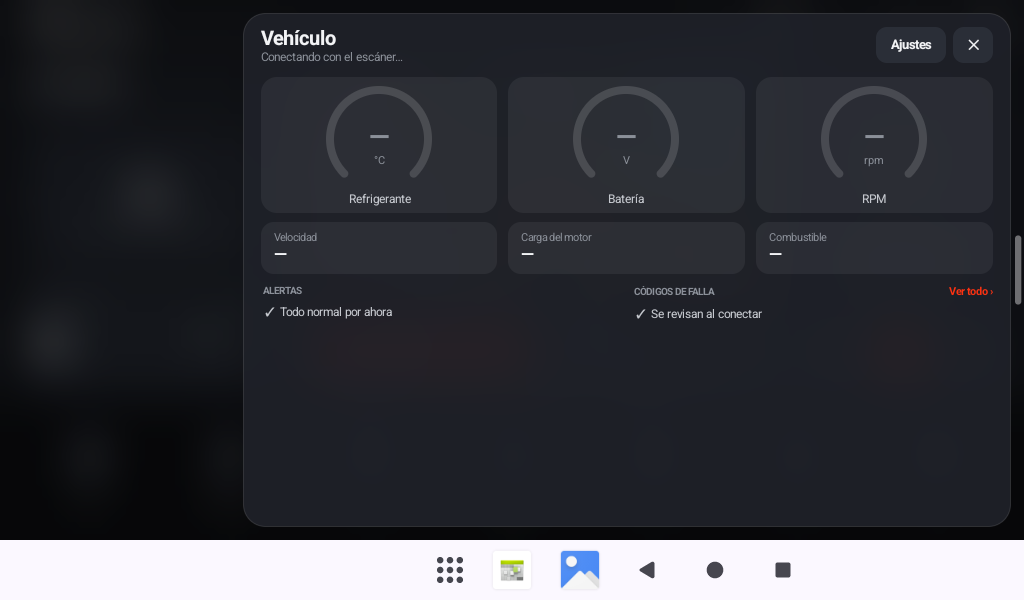 Vehículo
Conectando con el escáner...
Ajustes
—
°C
Refrigerante
—
V
Batería
—
rpm
RPM
Velocidad
—
Carga del motor
—
Combustible
—
ALERTAS
✓ Todo normal por ahora
CÓDIGOS DE FALLA
Ver todo ›
✓ Se revisan al conectar